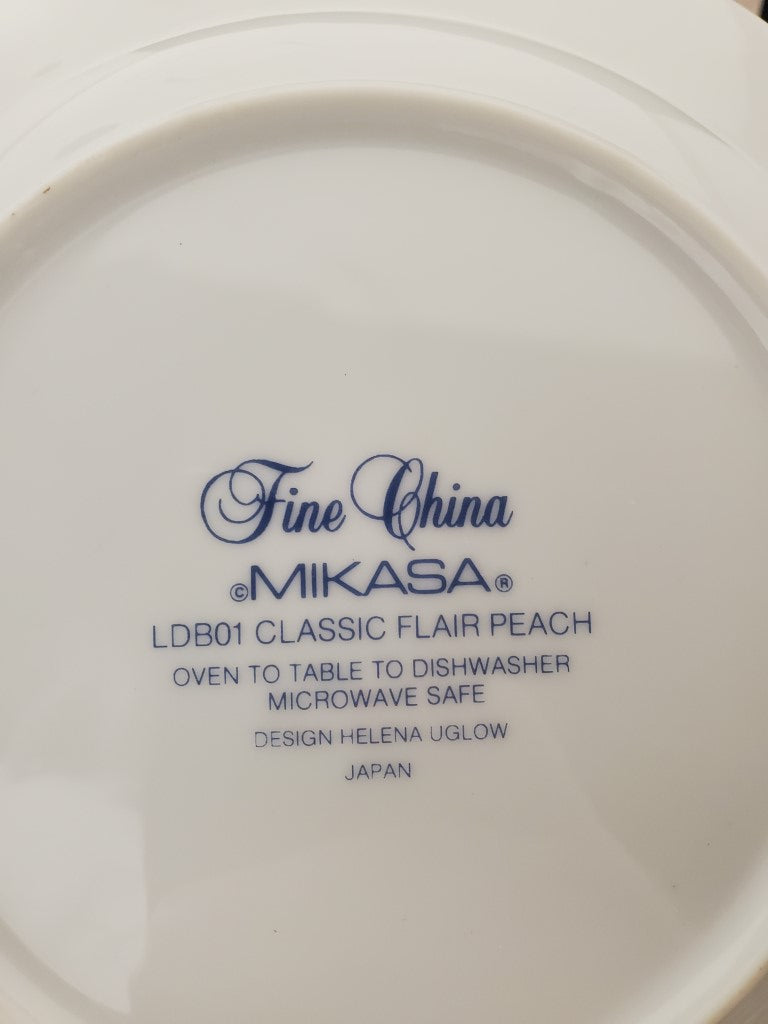 Fine China
©MIKASA®
LDB01 CLASSIC FLAIR PEACH
OVEN TO TABLE TO DISHWASHER
MICROWAVE SAFE
DESIGN HELENA UGLOW
JAPAN